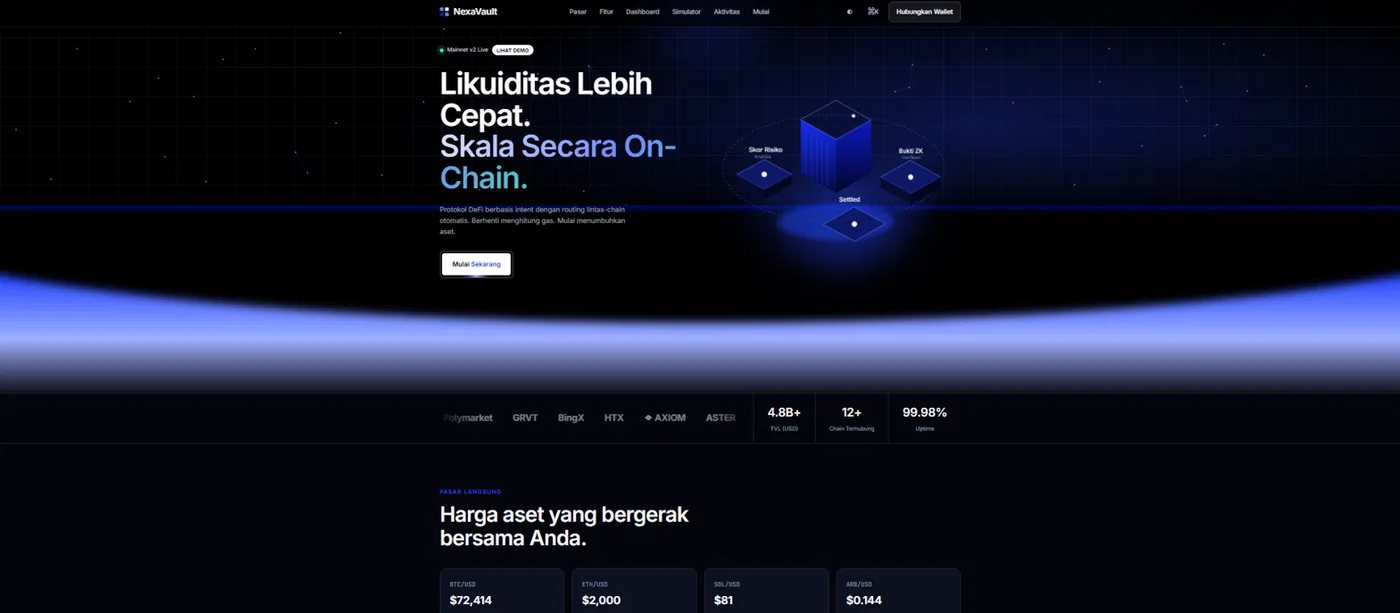 NexaVault
Pasar Fitur Dashboard Simulator Aktivitas Mulai
⌘K
Hubungkan Wallet
Mainnet v2 Live
LIHAT DEMO
Likuiditas Lebih
Cepat.
Skala Secara On-
Chain.
Protokol DeFi berbasis intent dengan routing lintas-chain
otomatis. Berhenti menghitung gas. Mulai menumbuhkan
aset.
Mulai Sekarang
Skor Risiko
Bukti ZK
Settled
Polymarket GRVT BingX HTX AXIOM ASTER
4.8B+
TVL (USD)
12+
Chain Terhubung
99.98%
Uptime
PASAR LANGSUNG
Harga aset yang bergerak
bersama Anda.
BTC/USD
$72,414
ETH/USD
$2,000
SOL/USD
$81
ARB/USD
$0.144